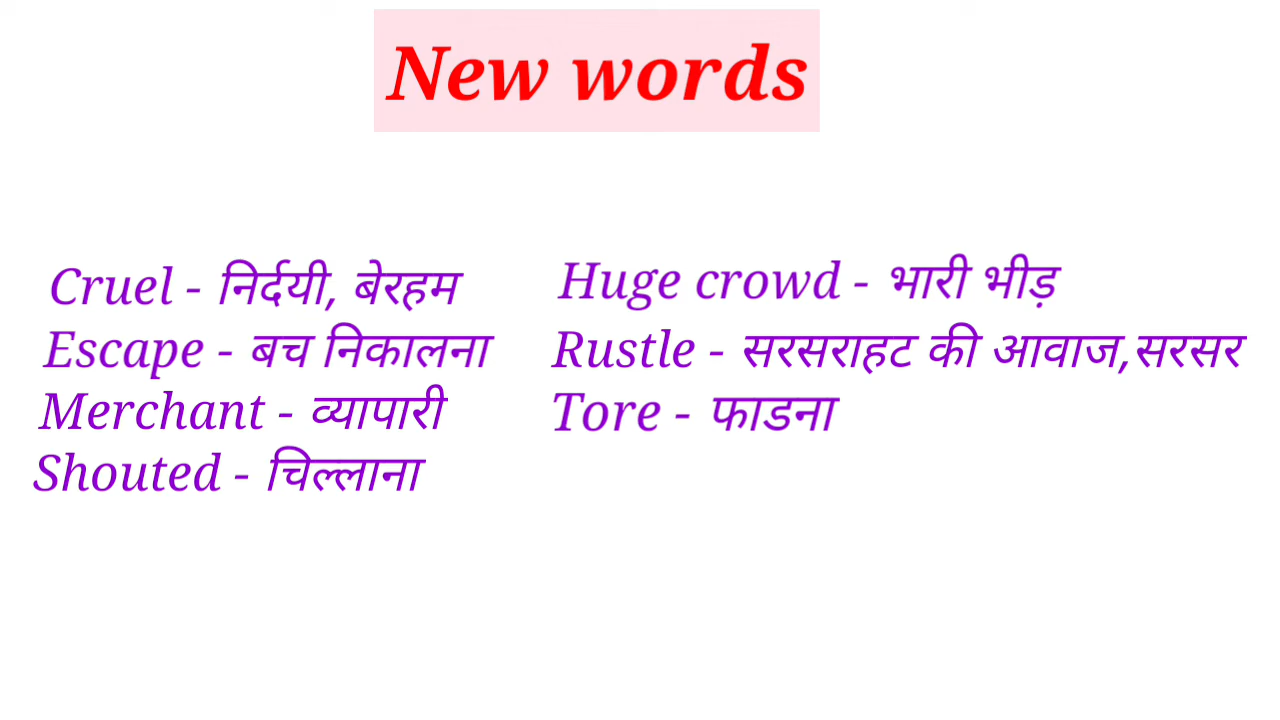 New words
Cruel - निर्दयी, बेरहम
Escape - बच निकालना
Merchant - व्यापारी
Shouted - चिल्लाना
Huge crowd - भारी भीड़
Rustle - सरसराहट की आवाज,सरसर
Tore - फाडना